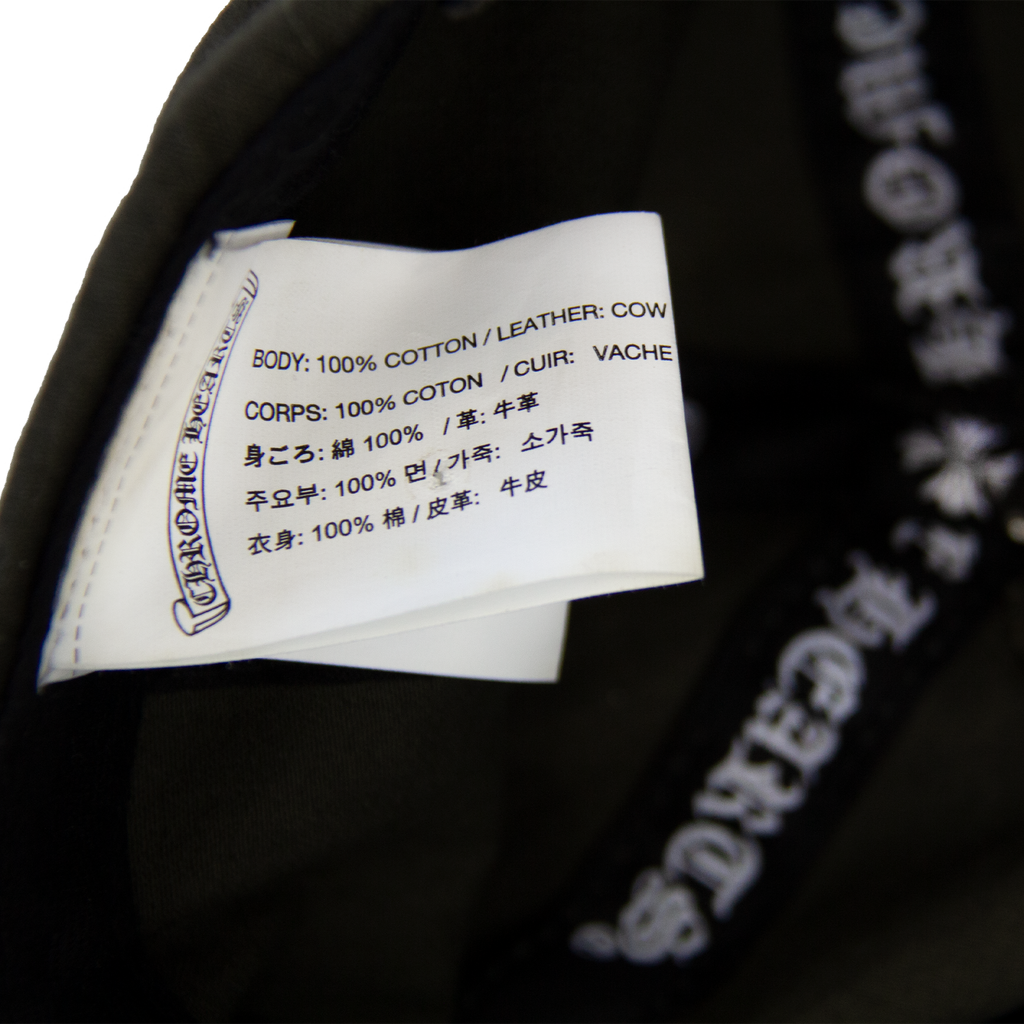 CHROME HEARTS
BODY: 100% COTTON / LEATHER: COW
CORPS: 100% COTON / CUIR: VACHE
身ごろ: 綿 100% / 革: 牛革
주요부: 100% 면 / 가죽: 소가죽
衣身: 100% 棉 / 皮革: 牛皮
CHROME
HEARTS